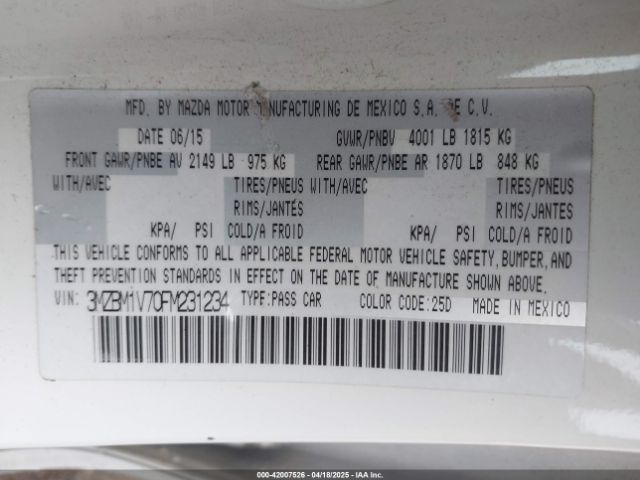 MFD. BY MAZDA MOTOR MANUFACTURING DE MEXICO S.A. DE C.V.
DATE 06/15 GVWR/PNBV 4001 LB 1815 KG
FRONT GAWR/PNBE AV 2149 LB 975 KG REAR GAWR/PNBE AR 1870 LB 848 KG
WITH/AVEC TIRES/PNEUS WITH/AVEC TIRES/PNEUS
RIMS/JANTES RIMS/JANTES
KPA/ PSI COLD/A FROID KPA/ PSI COLD/A FROID
THIS VEHICLE CONFORMS TO ALL APPLICABLE FEDERAL MOTOR VEHICLE SAFETY, BUMPER, AND
THEFT PREVENTION STANDARDS IN EFFECT ON THE DATE OF MANUFACTURE SHOWN ABOVE.
VIN: 3MZBM1V70FM231234 TYPE:PASS CAR COLOR CODE:25D MADE IN MEXICO
000-42007526 - 04/18/2025 - IAAI.COM